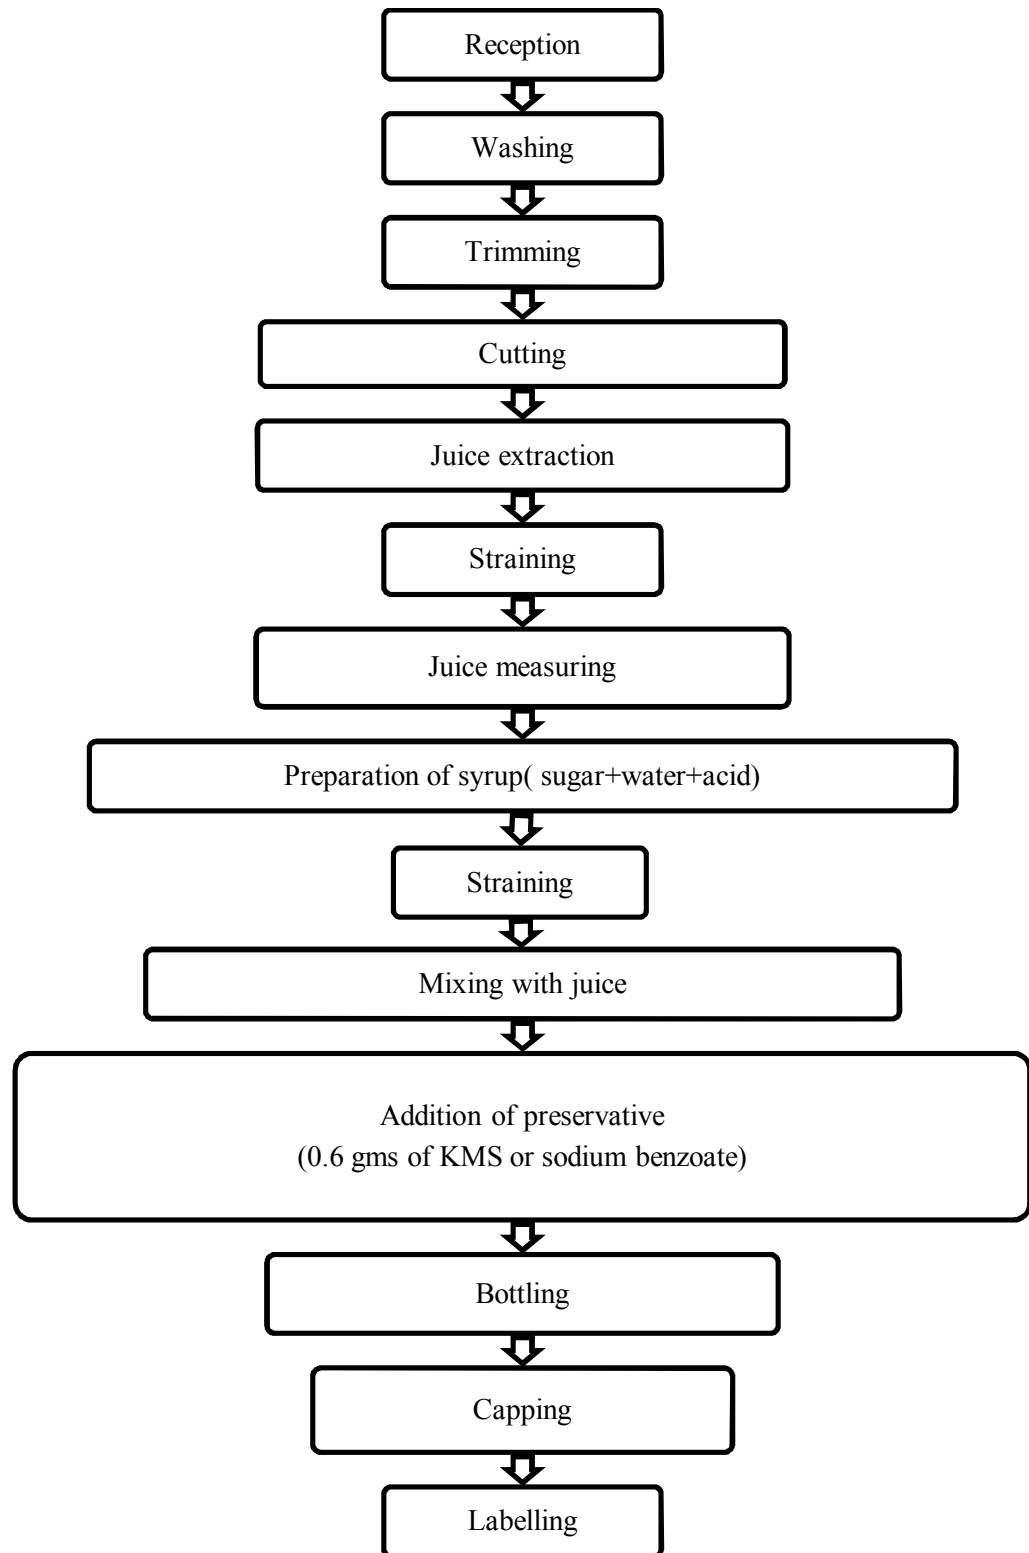 Reception
Washing
Trimming
Cutting
Juice extraction
Straining
Juice measuring
Preparation of syrup( sugar+water+acid)
Straining
Mixing with juice
Addition of preservative
(0.6 gms of KMS or sodium benzoate)
Bottling
Capping
Labelling